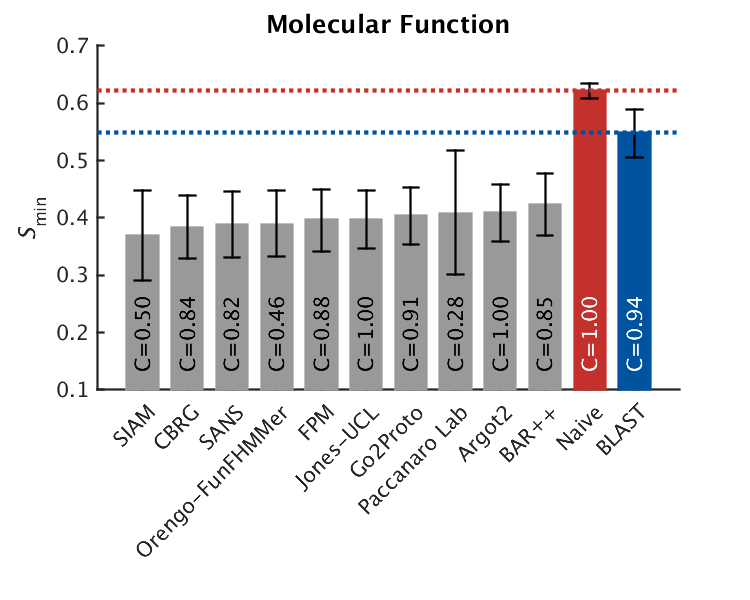 Molecular Function
0.7
0.6
0.5
0.4
0.3
0.2
0.1
Smin
C=0.50
C=0.84
C=0.82
C=0.46
C=0.88
C=1.00
C=0.91
C=0.28
C=1.00
C=0.85
C=1.00
C=0.94
SIAM
CBRG
SANS
Orengo-FunFHMMer
FPM
Jones-UCL
Go2Proto
Paccanaro Lab
Argot2
BAR++
Naive
BLAST